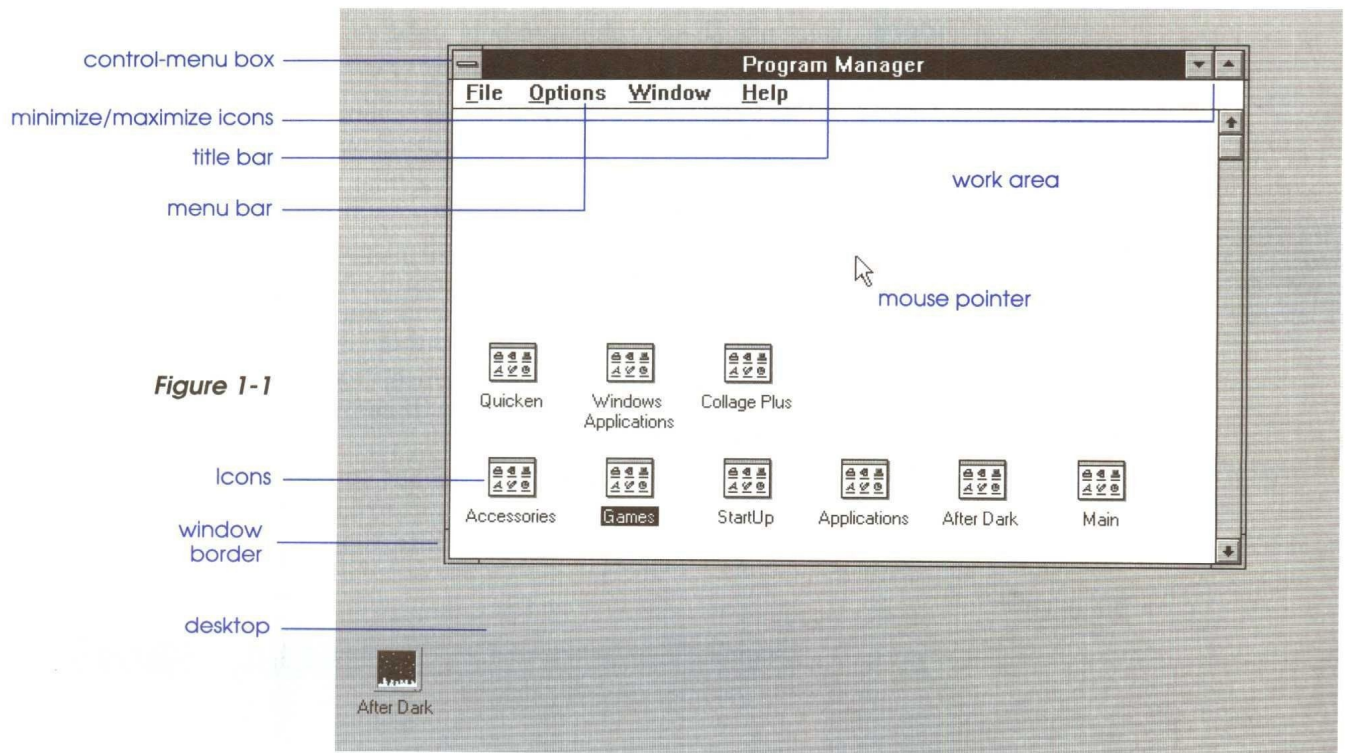 control-menu box
Program Manager
File Options Window Help
minimize/maximize icons
title bar
work area
menu bar
mouse pointer
Figure 1-1
Quicken
Windows
Applications
Collage Plus
Icons
Accessories
Games
StartUp
Applications
After Dark
Main
window
border
desktop
After Dark